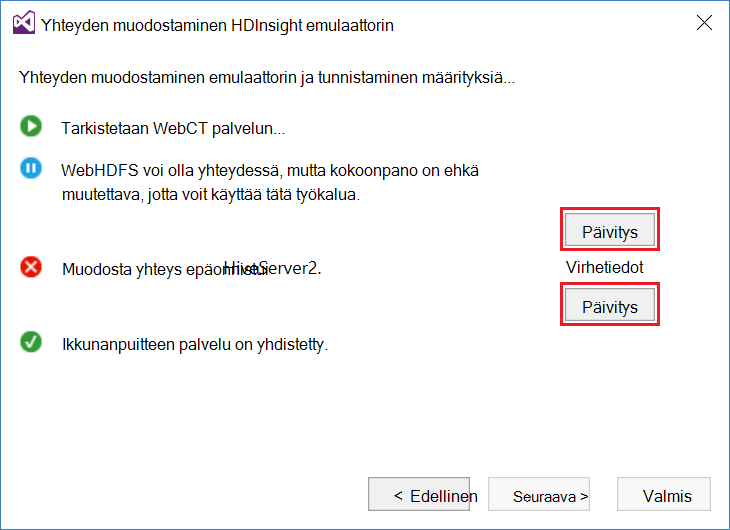 Yhteyden muodostaminen HDInsight emulaattorin
Yhteyden muodostaminen emulaattorin ja tunnistaminen määrityksiä...
Tarkistetaan WebCT palvelun...
WebHDFS voi olla yhteydessä, mutta kokoonpano on ehkä
muutettava, jotta voit käyttää tätä työkalua.
Päivitys
Muodosta yhteys epäonnistui HiveServer2.
Virhetiedot
Päivitys
Ikkunanpuitteen palvelu on yhdistetty.
< Edellinen
Seuraava >
Valmis